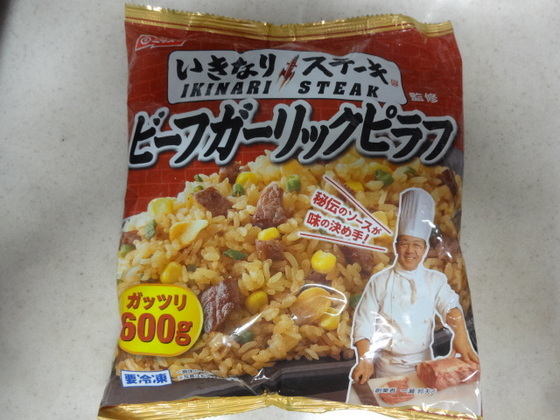 いきなりステーキ
IKINARI STEAK
監修
ビーフガーリックピラフ
秘伝のソースが
味の決め手!
ガッツリ
600g
要冷凍